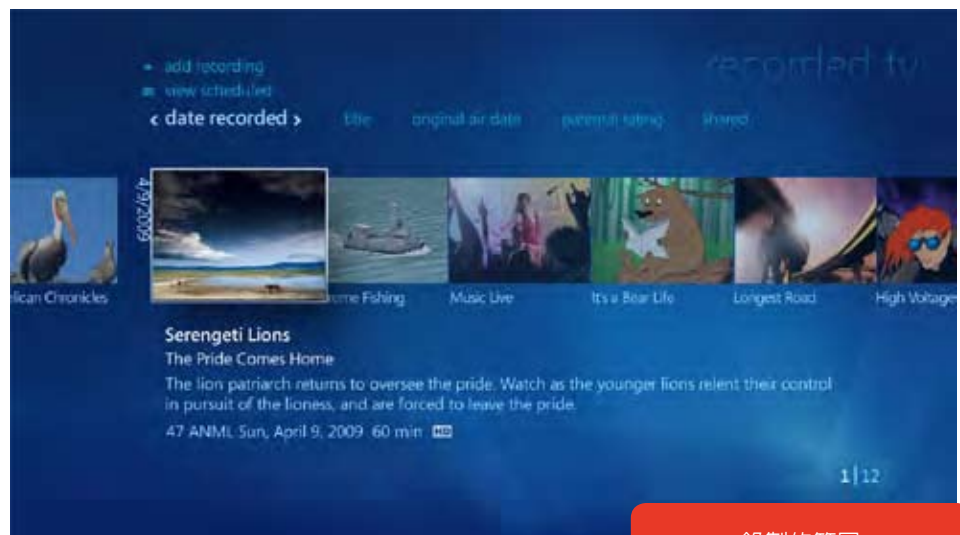 add recording
recorded tv
view scheduled
date recorded
title
original air date
parental rating
shared
4/9/2009
lican Chronicles
ome Fishing
Music Live
It's a Bear Life
Longest Road
High Voltage
Serengeti Lions
The Pride Comes Home
The lion patriarch returns to oversee the pride. Watch as the younger lions relent their control
in pursuit of the lioness, and are forced to leave the pride.
47 ANML Sun, April 9, 2009 60 min HD
1|12